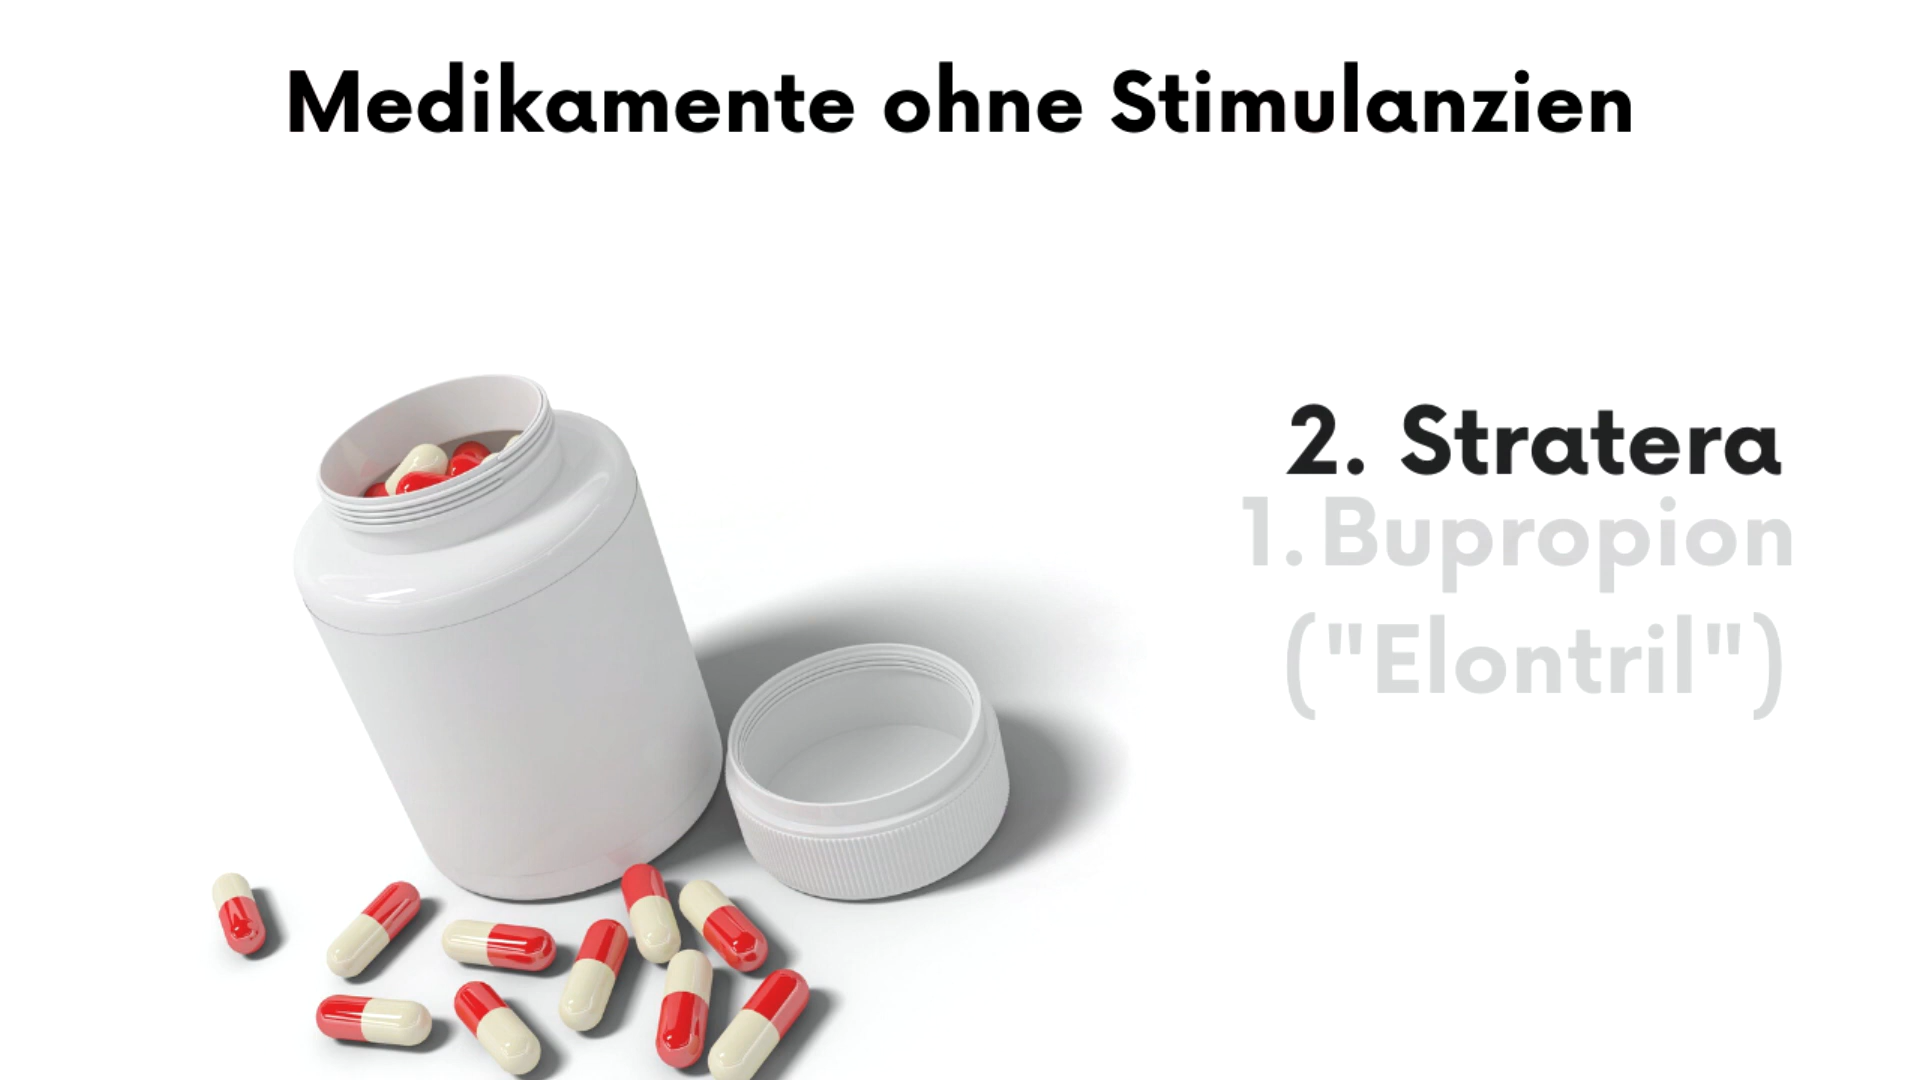 Medikamente ohne Stimulanzien
2. Stratera
1. Bupropion
("Elontril")